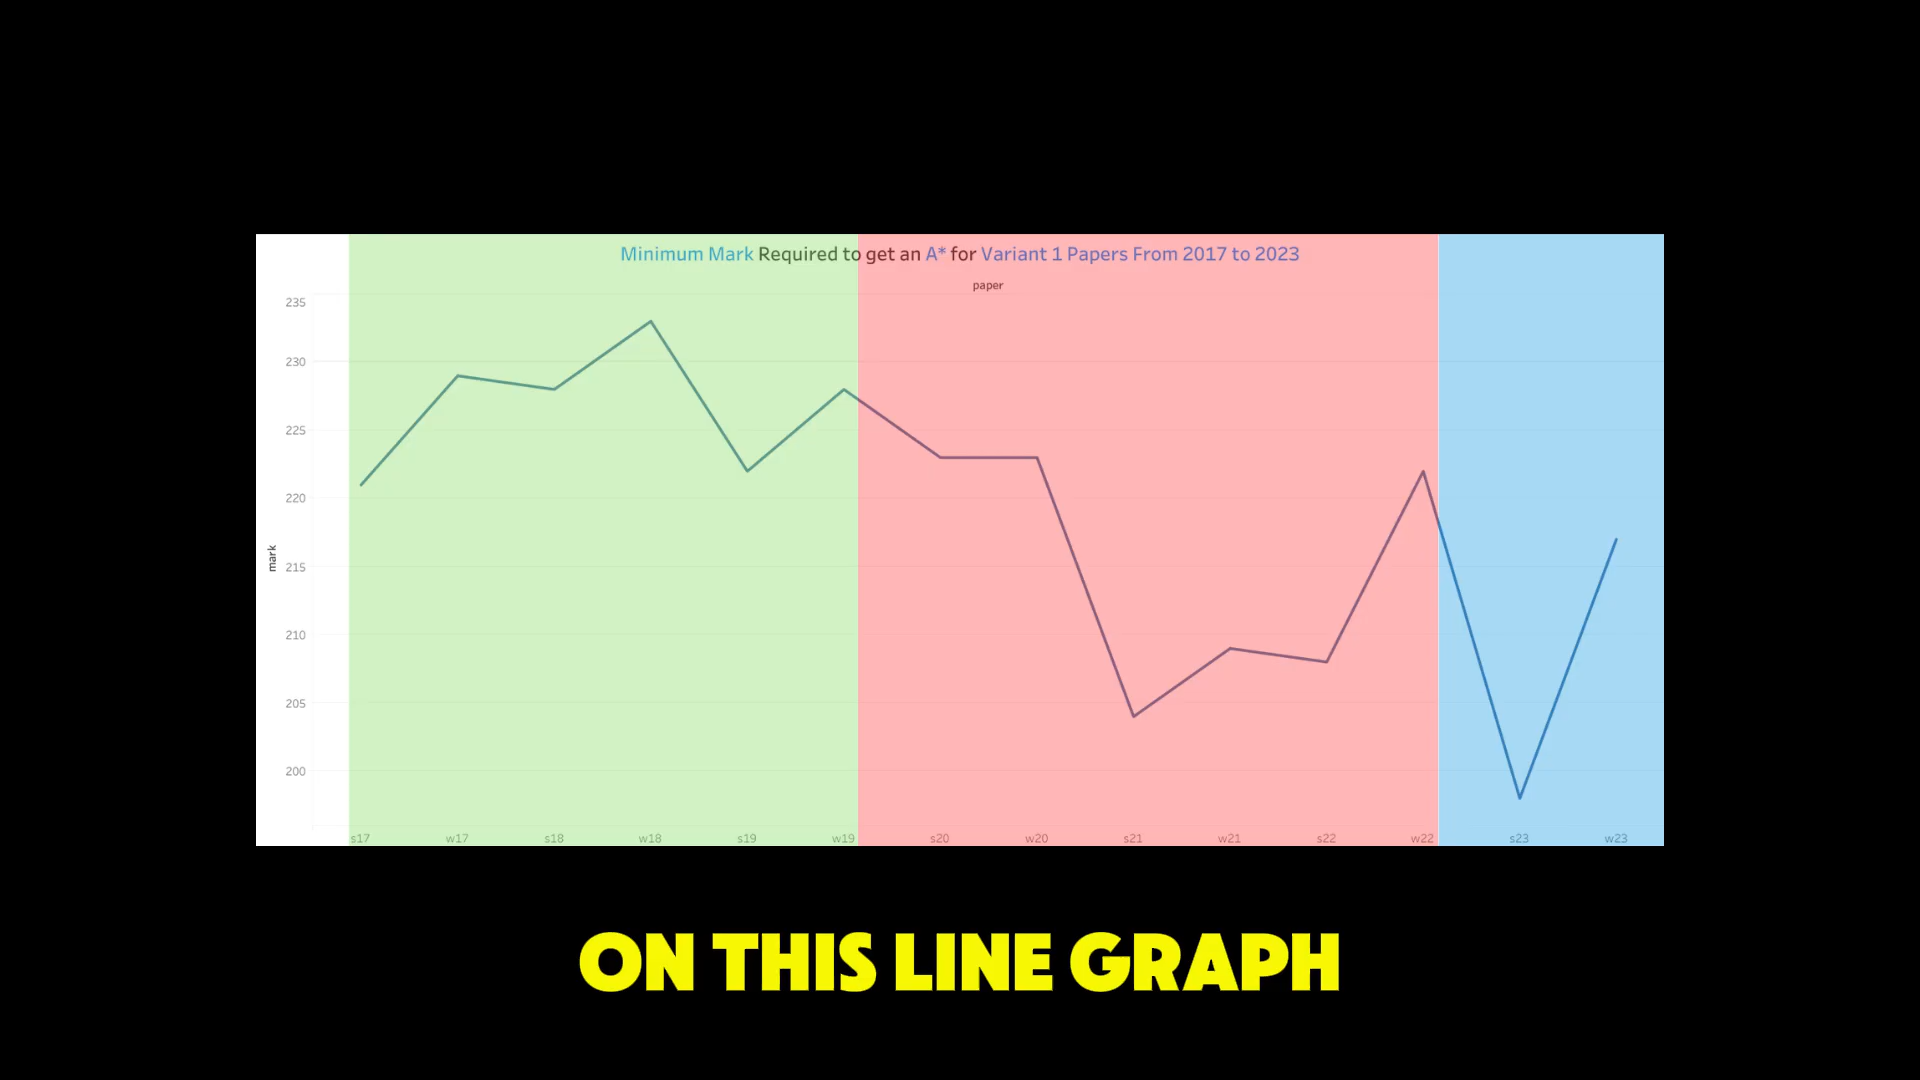 Minimum Mark Required to get an A* for Variant 1 Papers From 2017 to 2023
paper
235
230
225
220
215
210
205
200
mark
s17 w17 s18 w18 s19 w19 s20 w20 s21 w21 s22 w22 s23 w23
ON THIS LINE GRAPH